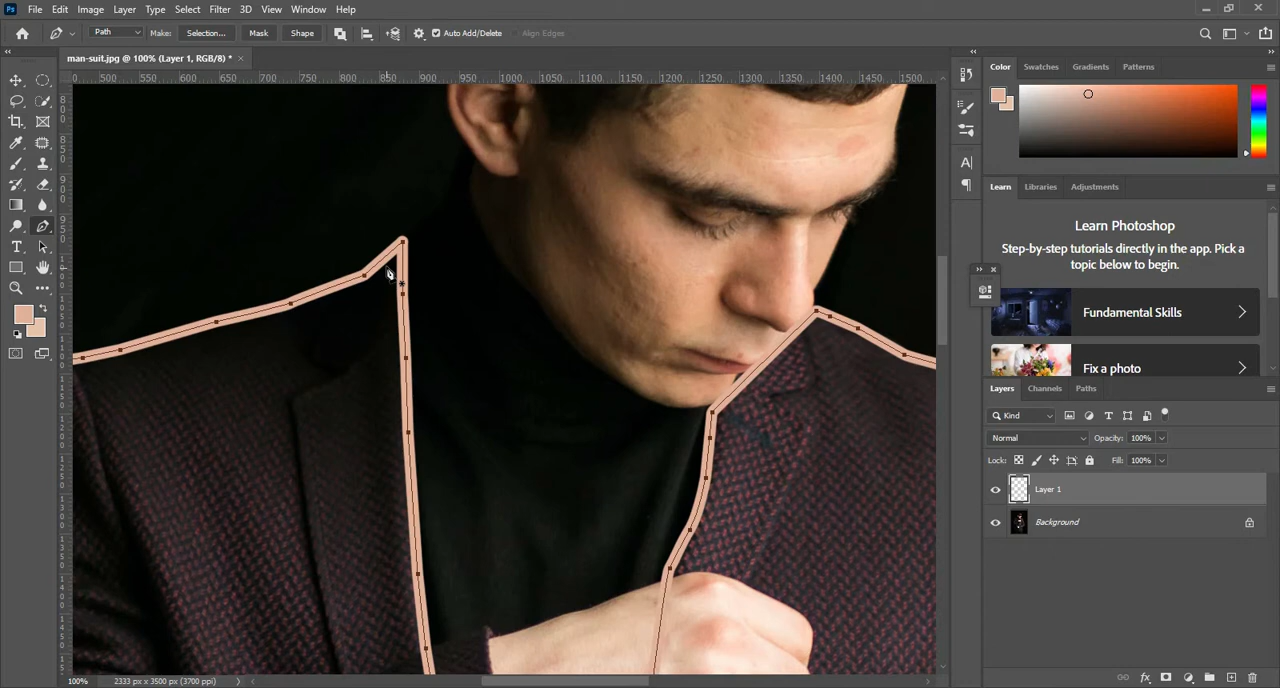 Ps File Edit Image Layer Type Select Filter 3D View Window Help
Path Make: Selection... Mask Shape Auto Add/Delete Align Edges
man-suit.jpg @ 100% (Layer 1, RGB/8) * ×
500 550 600 650 700 750 800 850 900 950 1000 1050 1100 1150 1200 1250 1300 1350 1400 1450 1500
Color Swatches Gradients Patterns
Learn Libraries Adjustments
Learn Photoshop
Step-by-step tutorials directly in the app. Pick a
topic below to begin.
Fundamental Skills
Fix a photo
Layers Channels Paths
Kind
Normal Opacity: 100%
Lock: Fill: 100%
Layer 1
Background
100% 2333 px x 3500 px (3700 ppi)